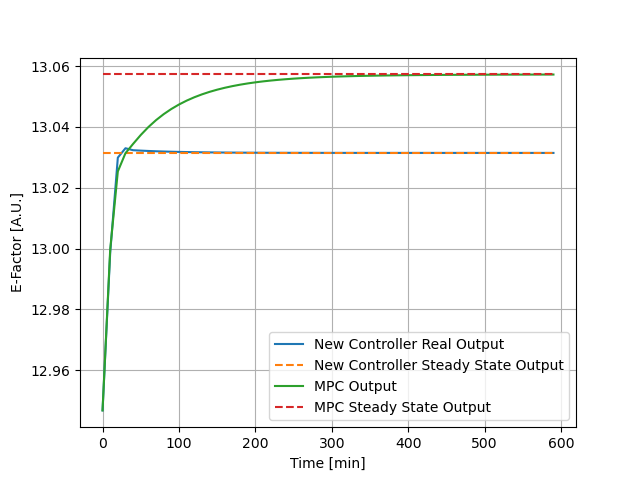 13.06
13.04
13.02
13.00
12.98
12.96
E-Factor [A.U.]
New Controller Real Output
New Controller Steady State Output
MPC Output
MPC Steady State Output
0 100 200 300 400 500 600
Time [min]